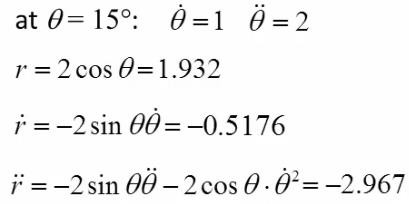 at θ = 15°: θ̇ = 1 θ̈ = 2
r = 2 cos θ = 1.932
ṙ = −2 sin θθ̇ = −0.5176
r̈ = −2 sin θθ̈ − 2 cos θ · θ̇² = −2.967